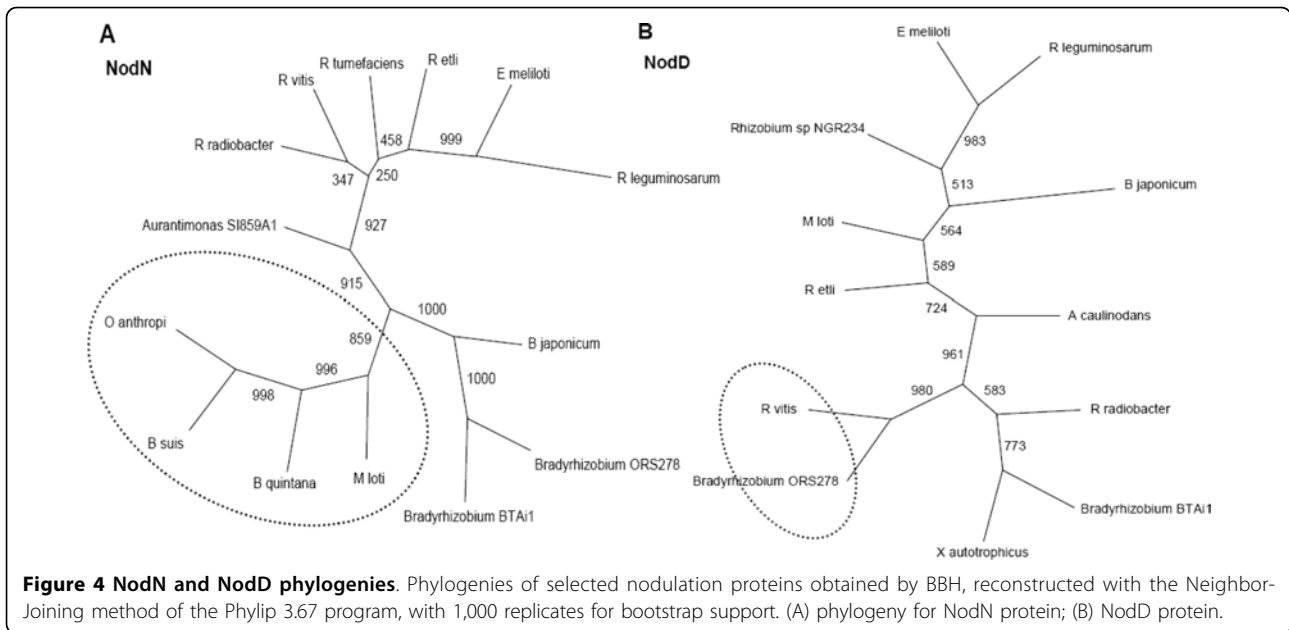 A
NodN
R vitis
R tumefaciens
R etli
E meliloti
R radiobacter
458
999
347
250
R leguminosarum
Aurantimonas SI859A1
927
915
1000
O anthropi
859
B japonicum
996
998
1000
B suis
B quintana
M loti
Bradyrhizobium ORS278
Bradyrhizobium BTAi1
B
NodD
E meliloti
R leguminosarum
Rhizobium sp NGR234
983
513
B japonicum
M loti
564
589
R etli
724
A caulinodans
961
980
583
R vitis
R radiobacter
773
Bradyrhizobium ORS278
Bradyrhizobium BTAi1
X autotrophicus
Figure 4 NodN and NodD phylogenies. Phylogenies of selected nodulation proteins obtained by BBH, reconstructed with the Neighbor-
Joining method of the Phylip 3.67 program, with 1,000 replicates for bootstrap support. (A) phylogeny for NodN protein; (B) NodD protein.